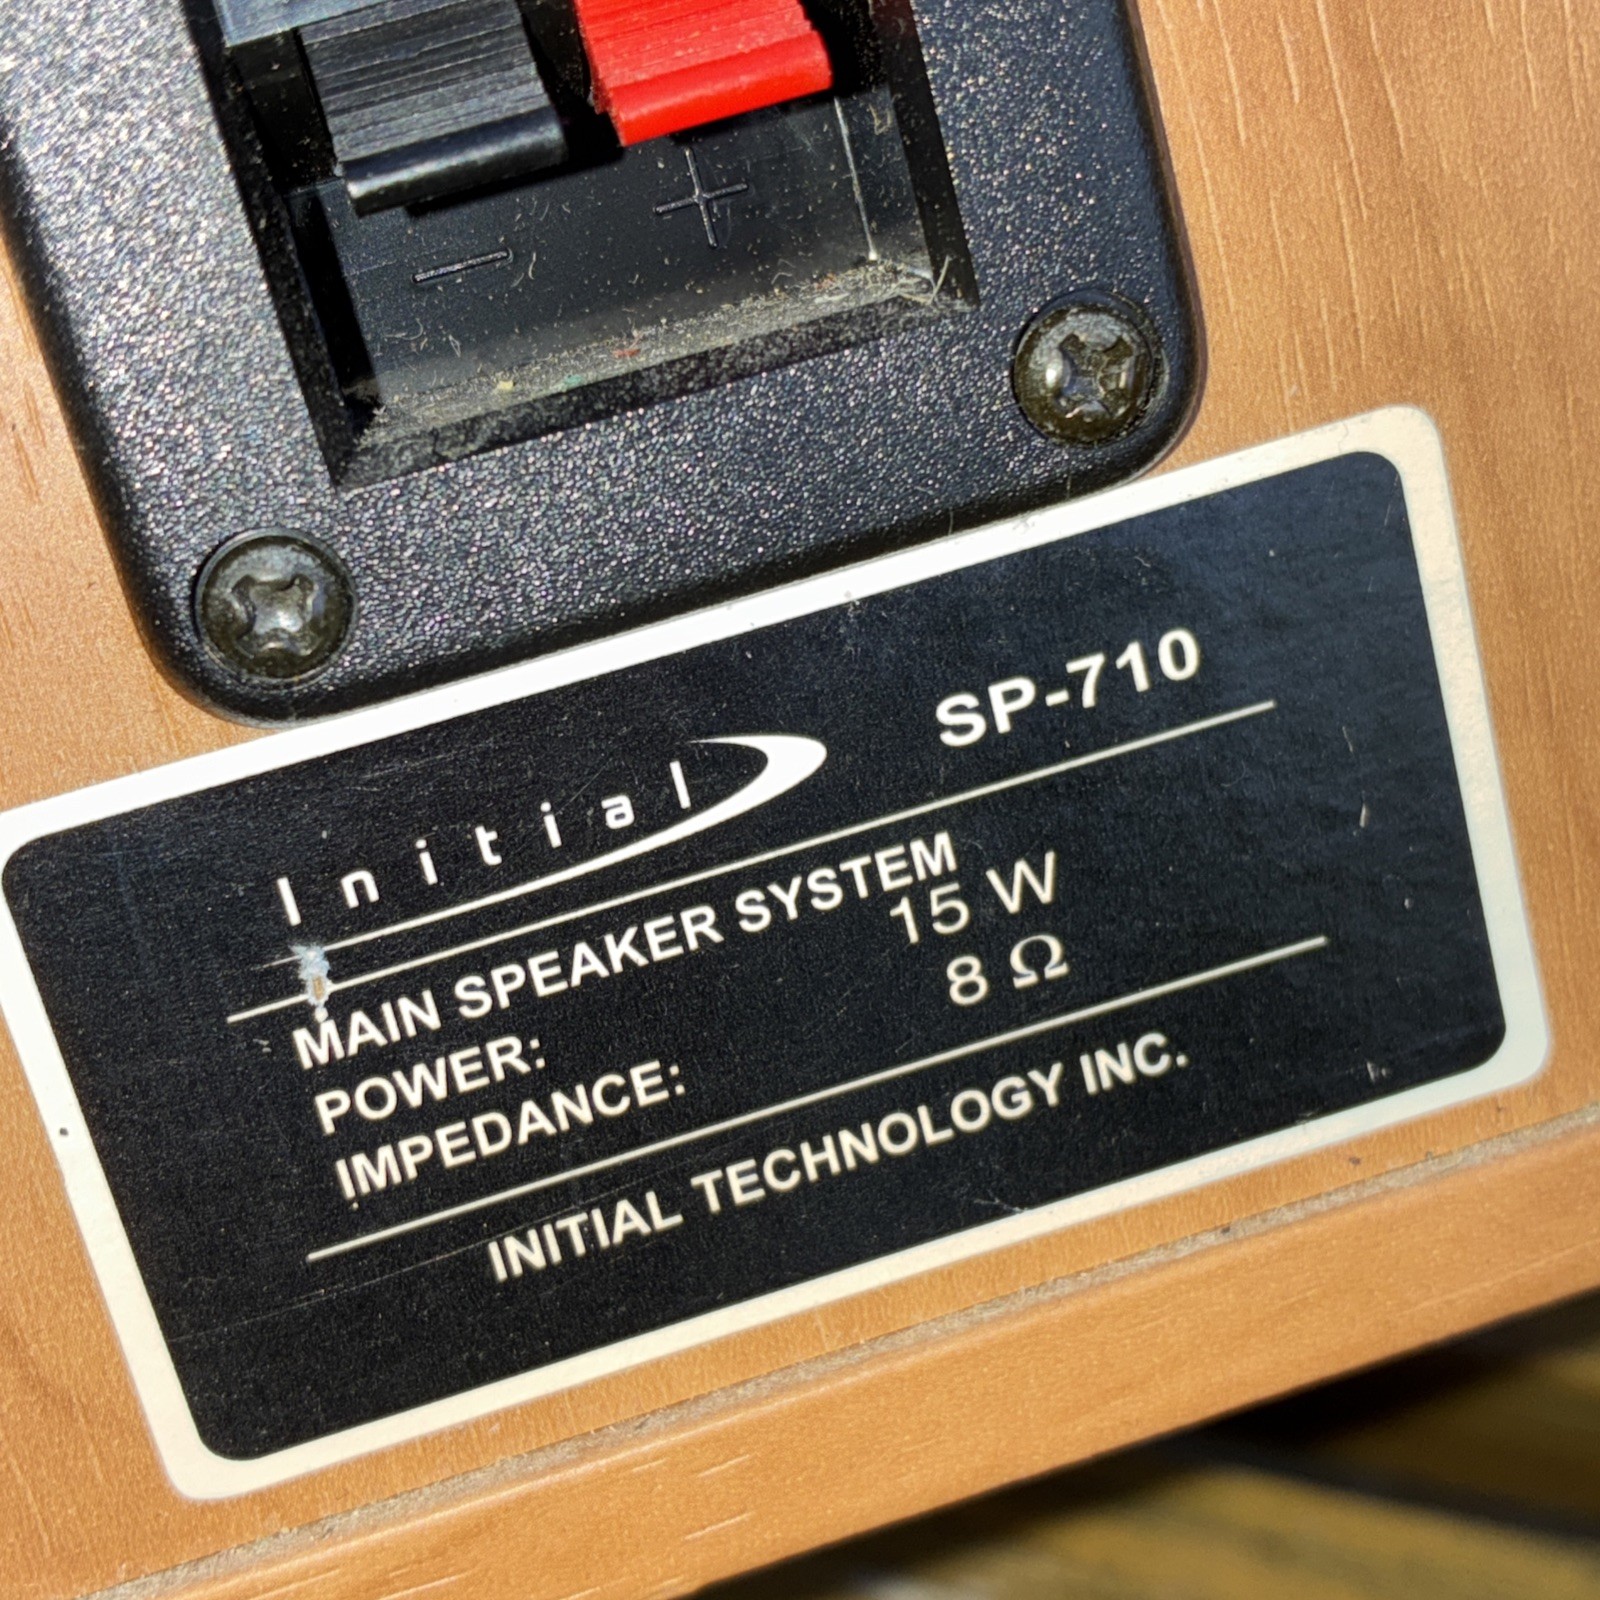 − +
Initial SP-710
MAIN SPEAKER SYSTEM
POWER: 15 W
IMPEDANCE: 8 Ω
INITIAL TECHNOLOGY INC.